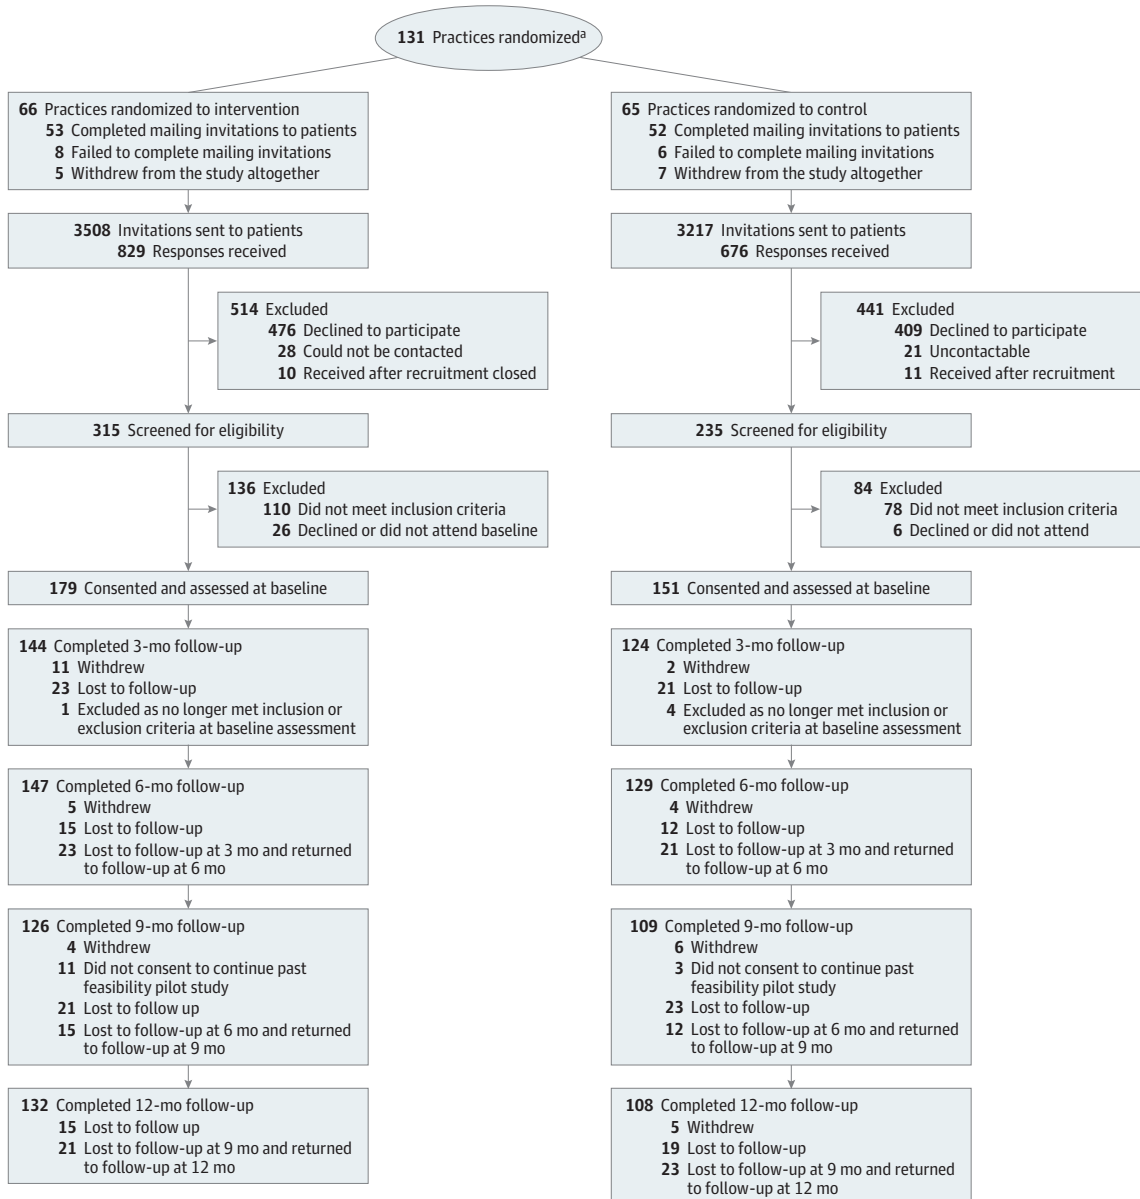 131 Practices randomizedª
66 Practices randomized to intervention
53 Completed mailing invitations to patients
8 Failed to complete mailing invitations
5 Withdrew from the study altogether
3508 Invitations sent to patients
829 Responses received
514 Excluded
476 Declined to participate
28 Could not be contacted
10 Received after recruitment closed
315 Screened for eligibility
136 Excluded
110 Did not meet inclusion criteria
26 Declined or did not attend baseline
179 Consented and assessed at baseline
144 Completed 3-mo follow-up
11 Withdrew
23 Lost to follow-up
1 Excluded as no longer met inclusion or
exclusion criteria at baseline assessment
147 Completed 6-mo follow-up
5 Withdrew
15 Lost to follow-up
23 Lost to follow-up at 3 mo and returned
to follow-up at 6 mo
126 Completed 9-mo follow-up
4 Withdrew
11 Did not consent to continue past
feasibility pilot study
21 Lost to follow up
15 Lost to follow-up at 6 mo and returned
to follow-up at 9 mo
132 Completed 12-mo follow-up
15 Lost to follow up
21 Lost to follow-up at 9 mo and returned
to follow-up at 12 mo
65 Practices randomized to control
52 Completed mailing invitations to patients
6 Failed to complete mailing invitations
7 Withdrew from the study altogether
3217 Invitations sent to patients
676 Responses received
441 Excluded
409 Declined to participate
21 Uncontactable
11 Received after recruitment
235 Screened for eligibility
84 Excluded
78 Did not meet inclusion criteria
6 Declined or did not attend
151 Consented and assessed at baseline
124 Completed 3-mo follow-up
2 Withdrew
21 Lost to follow-up
4 Excluded as no longer met inclusion or
exclusion criteria at baseline assessment
129 Completed 6-mo follow-up
4 Withdrew
12 Lost to follow-up
21 Lost to follow-up at 3 mo and returned
to follow-up at 6 mo
109 Completed 9-mo follow-up
6 Withdrew
3 Did not consent to continue past
feasibility pilot study
23 Lost to follow-up
12 Lost to follow-up at 6 mo and returned
to follow-up at 9 mo
108 Completed 12-mo follow-up
5 Withdrew
19 Lost to follow-up
23 Lost to follow-up at 9 mo and returned
to follow-up at 12 mo